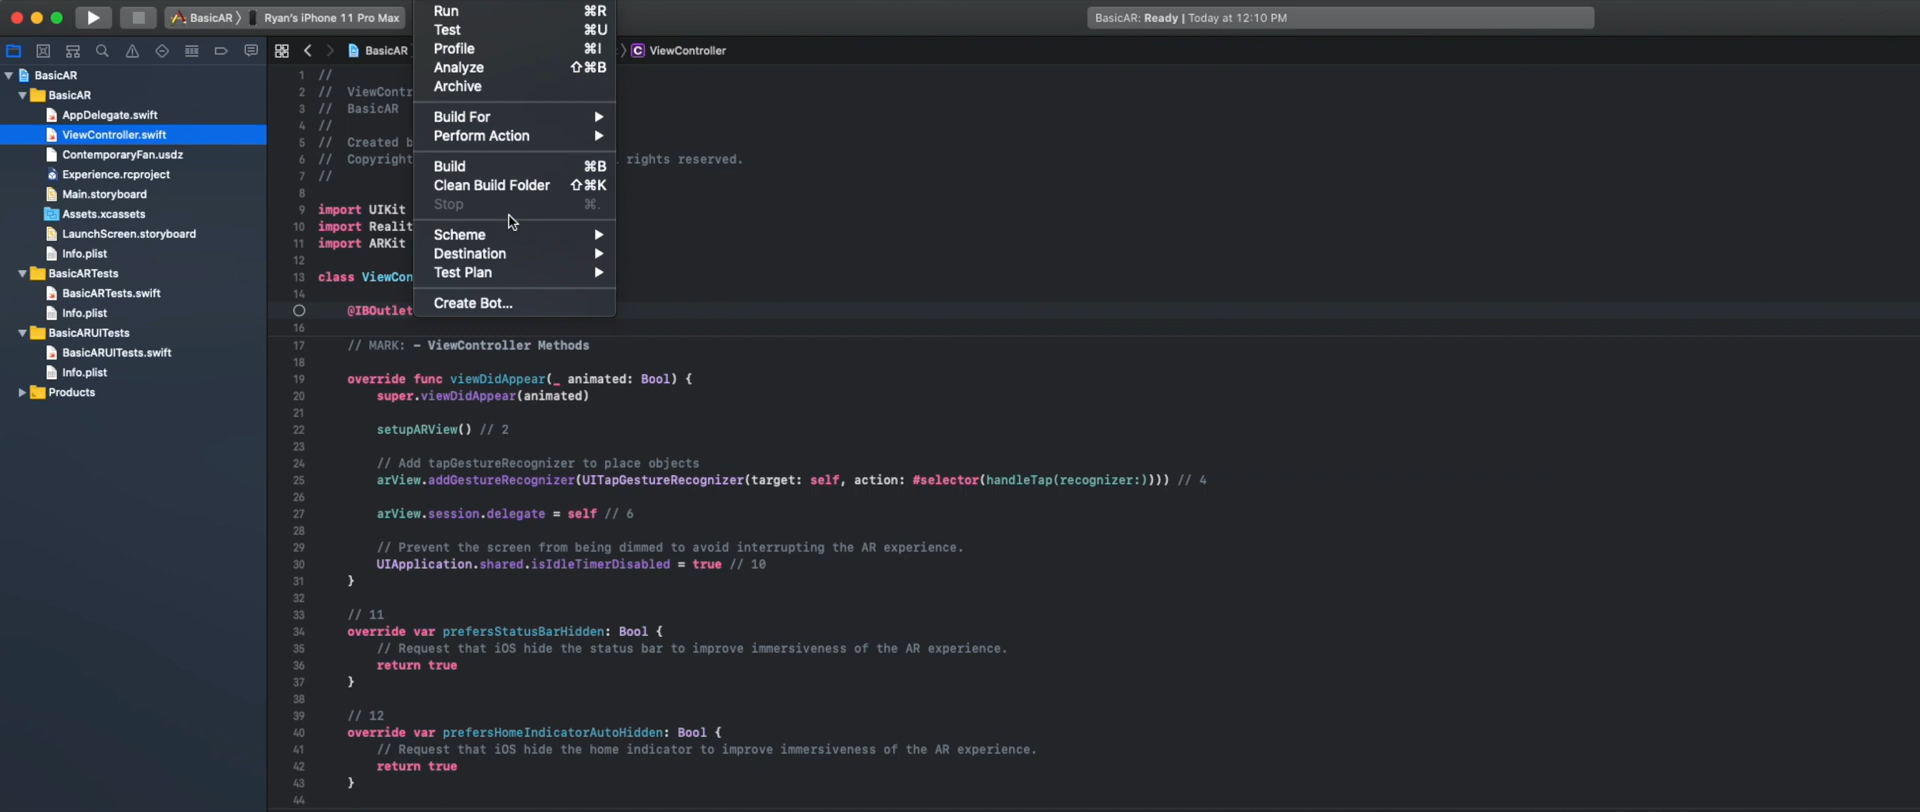 BasicAR
Ryan's iPhone 11 Pro Max
BasicAR: Ready | Today at 12:10 PM
BasicAR
ViewController
BasicAR
BasicAR
AppDelegate.swift
ViewController.swift
ContemporaryFan.usdz
Experience.rcproject
Main.storyboard
Assets.xcassets
LaunchScreen.storyboard
Info.plist
BasicARTests
BasicARTests.swift
Info.plist
BasicARUITests
BasicARUITests.swift
Info.plist
Products
Run ⌘R
Test ⌘U
Profile ⌘I
Analyze ⇧⌘B
Archive
Build For
Perform Action
Build ⌘B
Clean Build Folder ⇧⌘K
Stop ⌘.
Scheme
Destination
Test Plan
Create Bot...
1 //
2 // ViewContr
3 // BasicAR
4 //
5 // Created b
6 // Copyright rights reserved.
7 //
8
9 import UIKit
10 import Realit
11 import ARKit
12
13 class ViewCon
14
@IBOutlet
16
17 // MARK: - ViewController Methods
18
19 override func viewDidAppear(_ animated: Bool) {
20 super.viewDidAppear(animated)
21
22 setupARView() // 2
23
24 // Add tapGestureRecognizer to place objects
25 arView.addGestureRecognizer(UITapGestureRecognizer(target: self, action: #selector(handleTap(recognizer:)))) // 4
26
27 arView.session.delegate = self // 6
28
29 // Prevent the screen from being dimmed to avoid interrupting the AR experience.
30 UIApplication.shared.isIdleTimerDisabled = true // 10
31 }
32
33 // 11
34 override var prefersStatusBarHidden: Bool {
35 // Request that iOS hide the status bar to improve immersiveness of the AR experience.
36 return true
37 }
38
39 // 12
40 override var prefersHomeIndicatorAutoHidden: Bool {
41 // Request that iOS hide the home indicator to improve immersiveness of the AR experience.
42 return true
43 }
44